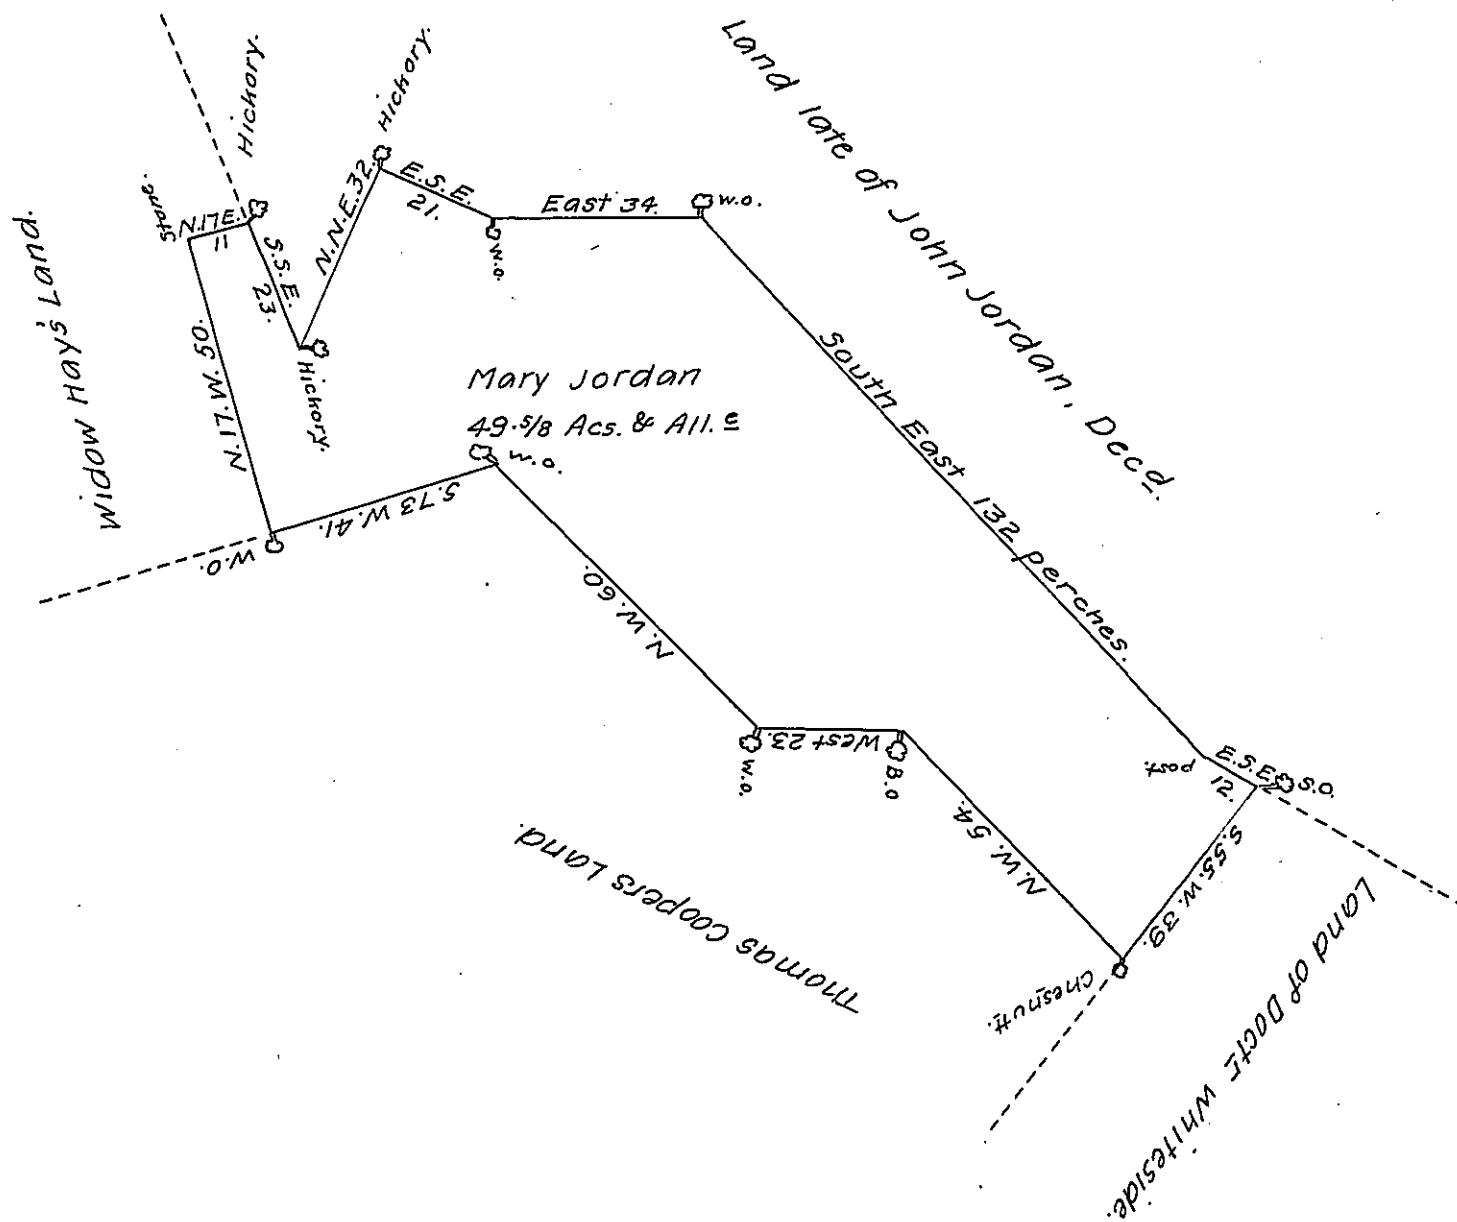 Hickory.
Hickory.
Land late of John Jordan, Decd.
Stone.
N.17E.
11
S.S.E.
23.
N.N.E.32.
E.S.E.
21.
W.O.
East 34.
W.O.
Widow Hay's Land.
N.17.W. 50.
Hickory.
Mary Jordan
49.5/8 Acs. & All.e
W.O.
S.73 W.41.
W.O.
South East 132 perches.
N.W. 60.
West 23.
W.O.
B.O
post.
E.S.E.
12.
S.O.
N.W. 54.
S.55.W.39.
Chesnutt.
Thomas Coopers Land.
Land of Doctr Whiteside.